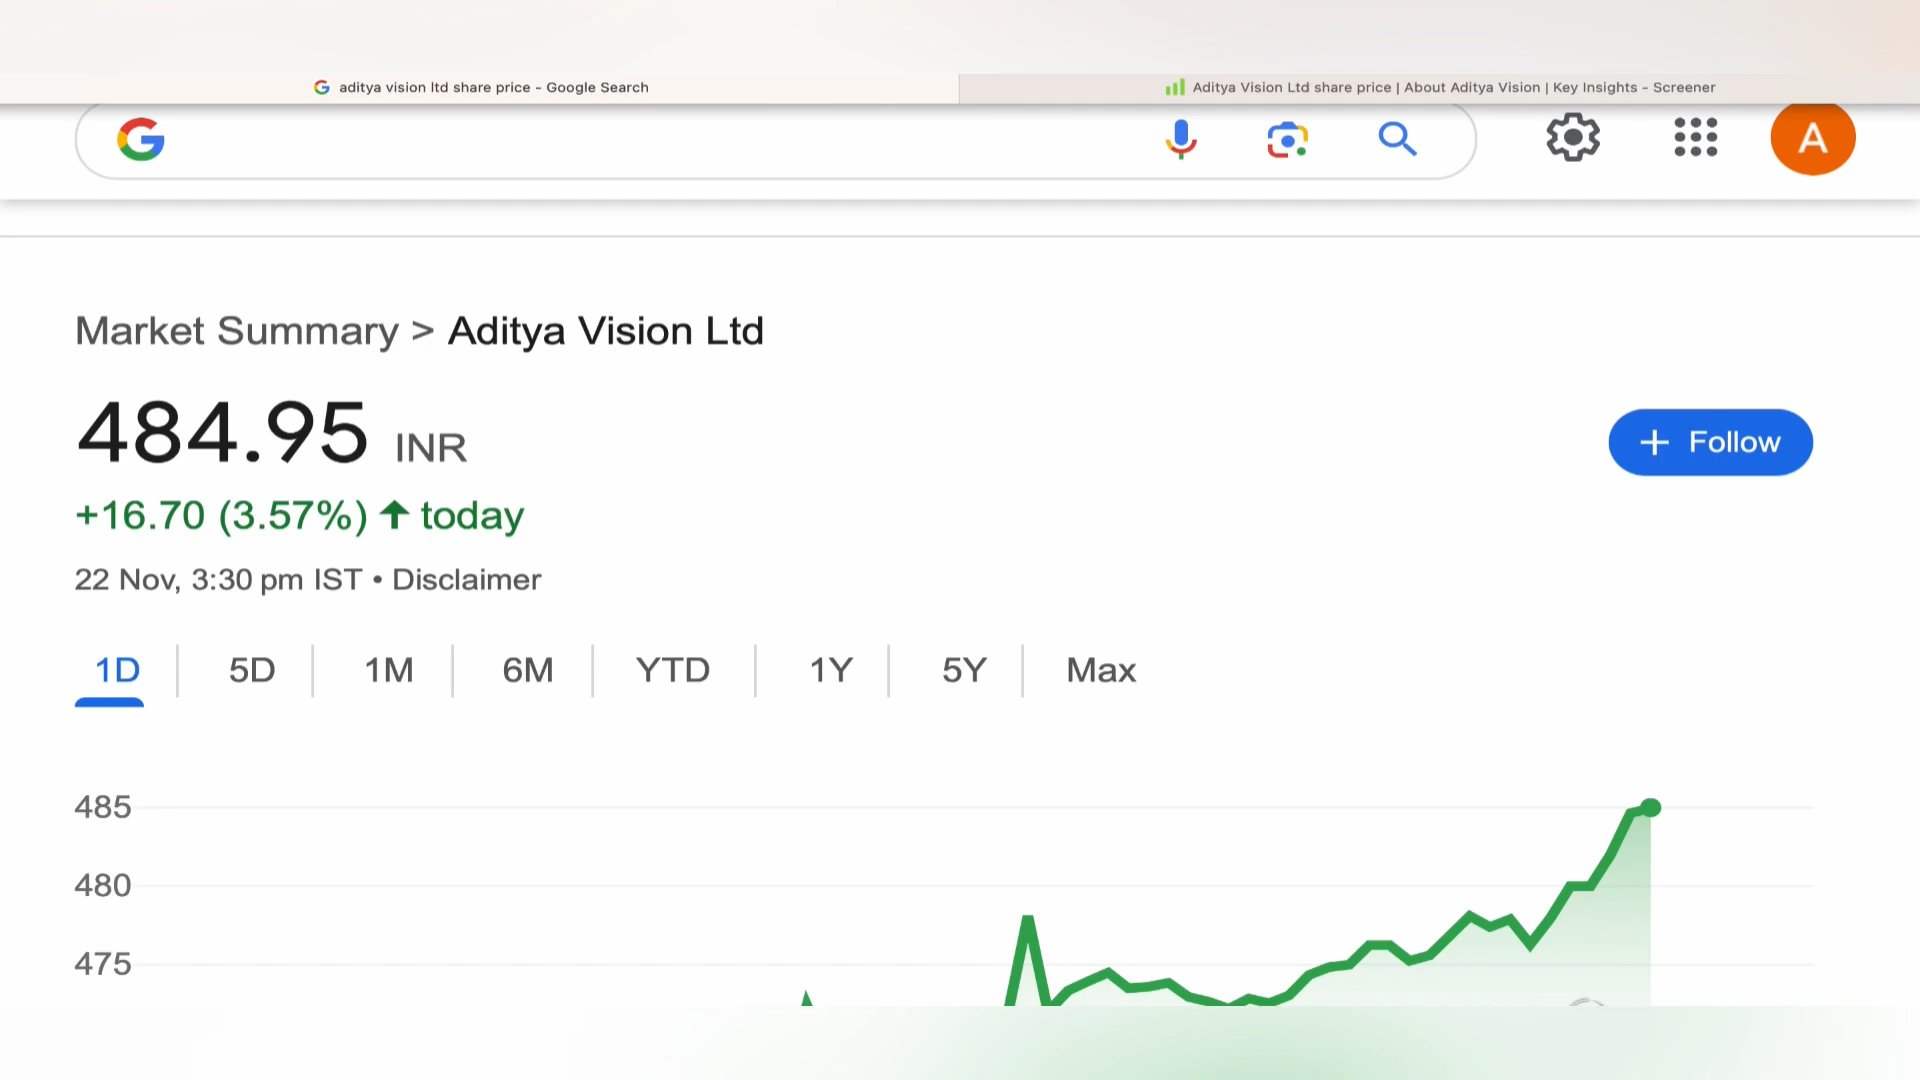 aditya vision ltd share price - Google Search
Aditya Vision Ltd share price | About Aditya Vision | Key Insights - Screener
A
Market Summary > Aditya Vision Ltd
484.95 INR
+ Follow
+16.70 (3.57%) ↑ today
22 Nov, 3:30 pm IST • Disclaimer
1D 5D 1M 6M YTD 1Y 5Y Max
485
480
475